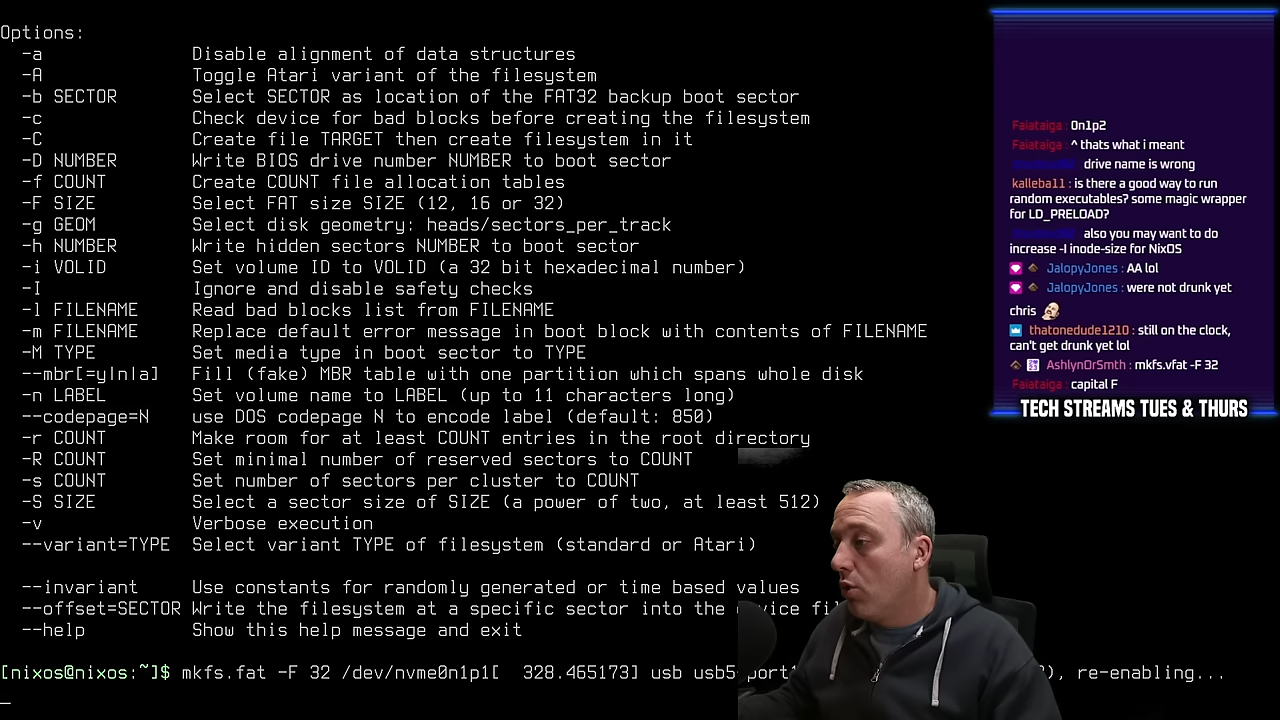 Options:
-a Disable alignment of data structures
-A Toggle Atari variant of the filesystem
-b SECTOR Select SECTOR as location of the FAT32 backup boot sector
-c Check device for bad blocks before creating the filesystem
-C Create file TARGET then create filesystem in it
-D NUMBER Write BIOS drive number NUMBER to boot sector
-f COUNT Create COUNT file allocation tables
-F SIZE Select FAT size SIZE (12, 16 or 32)
-g GEOM Select disk geometry: heads/sectors_per_track
-h NUMBER Write hidden sectors NUMBER to boot sector
-i VOLID Set volume ID to VOLID (a 32 bit hexadecimal number)
-I Ignore and disable safety checks
-l FILENAME Read bad blocks list from FILENAME
-m FILENAME Replace default error message in boot block with contents of FILENAME
-M TYPE Set media type in boot sector to TYPE
--mbr[=y|n|a] Fill (fake) MBR table with one partition which spans whole disk
-n LABEL Set volume name to LABEL (up to 11 characters long)
--codepage=N use DOS codepage N to encode label (default: 850)
-r COUNT Make room for at least COUNT entries in the root directory
-R COUNT Set minimal number of reserved sectors to COUNT
-s COUNT Set number of sectors per cluster to COUNT
-S SIZE Select a sector size of SIZE (a power of two, at least 512)
-v Verbose execution
--variant=TYPE Select variant TYPE of filesystem (standard or Atari)
--invariant Use constants for randomly generated or time based values
--offset=SECTOR Write the filesystem at a specific sector into the
--help Show this help message and exit
[nixos@nixos:~]$ mkfs.fat -F 32 /dev/nvme0n1p1[ 328.465173] usb usb5 port ), re-enabling...
Faiataiga : 0n1p2
Faiataiga : ^ thats what i meant
drive name is wrong
kalleba11 : is there a good way to run
random executables? some magic wrapper
for LD_PRELOAD?
also you may want to do
increase -I inode-size for NixOS
JalopyJones : AA lol
JalopyJones : were not drunk yet
chris
thatonedude1210 : still on the clock,
can't get drunk yet lol
AshlynOrSmth : mkfs.vfat -F 32
Faiataiga : capital F
TECH STREAMS TUES & THURS